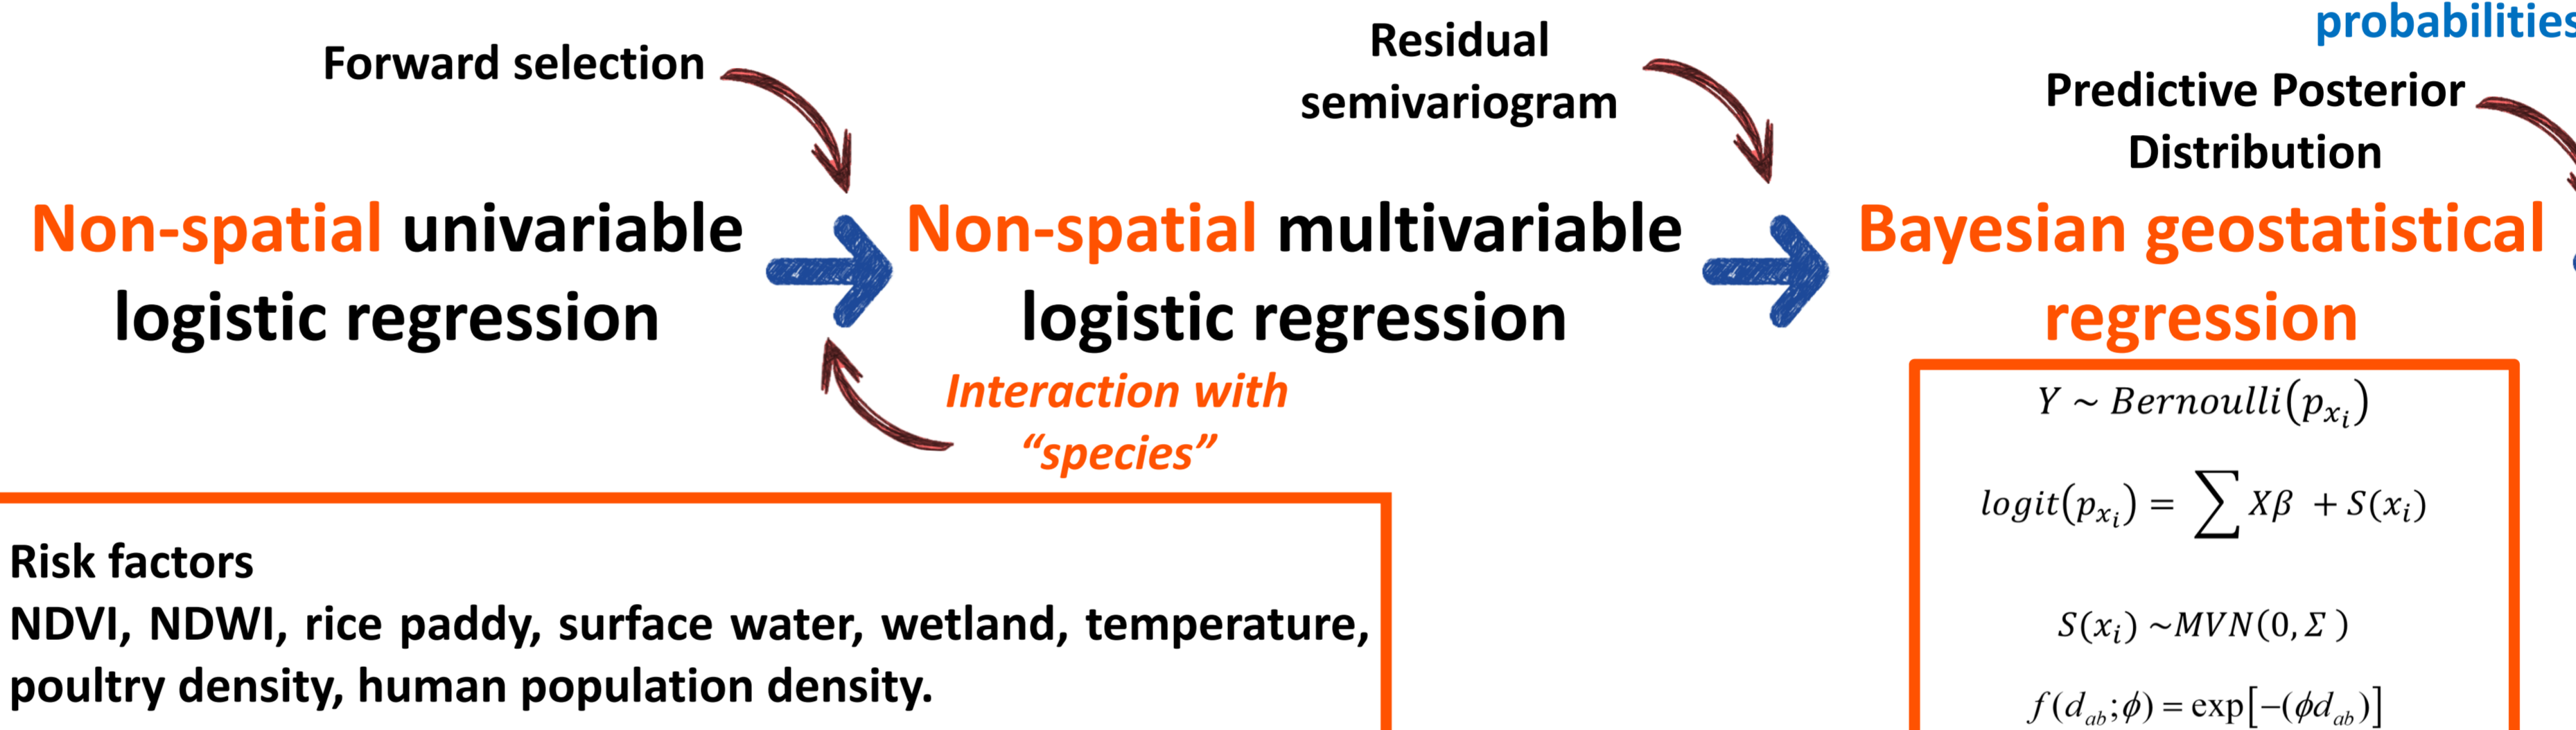 Forward selection
Residual
semivariogram
probabilities
Predictive Posterior
Distribution
Non-spatial univariable
logistic regression
Non-spatial multivariable
logistic regression
Bayesian geostatistical
regression
Interaction with
“species”
Risk factors
NDVI, NDWI, rice paddy, surface water, wetland, temperature,
poultry density, human population density.
Y ~ Bernoulli(p_{x_i})
logit(p_{x_i}) = ∑ Xβ + S(x_i)
S(x_i) ~MVN(0, Σ )
f(d_{ab};ϕ) = exp[−(ϕd_{ab})]